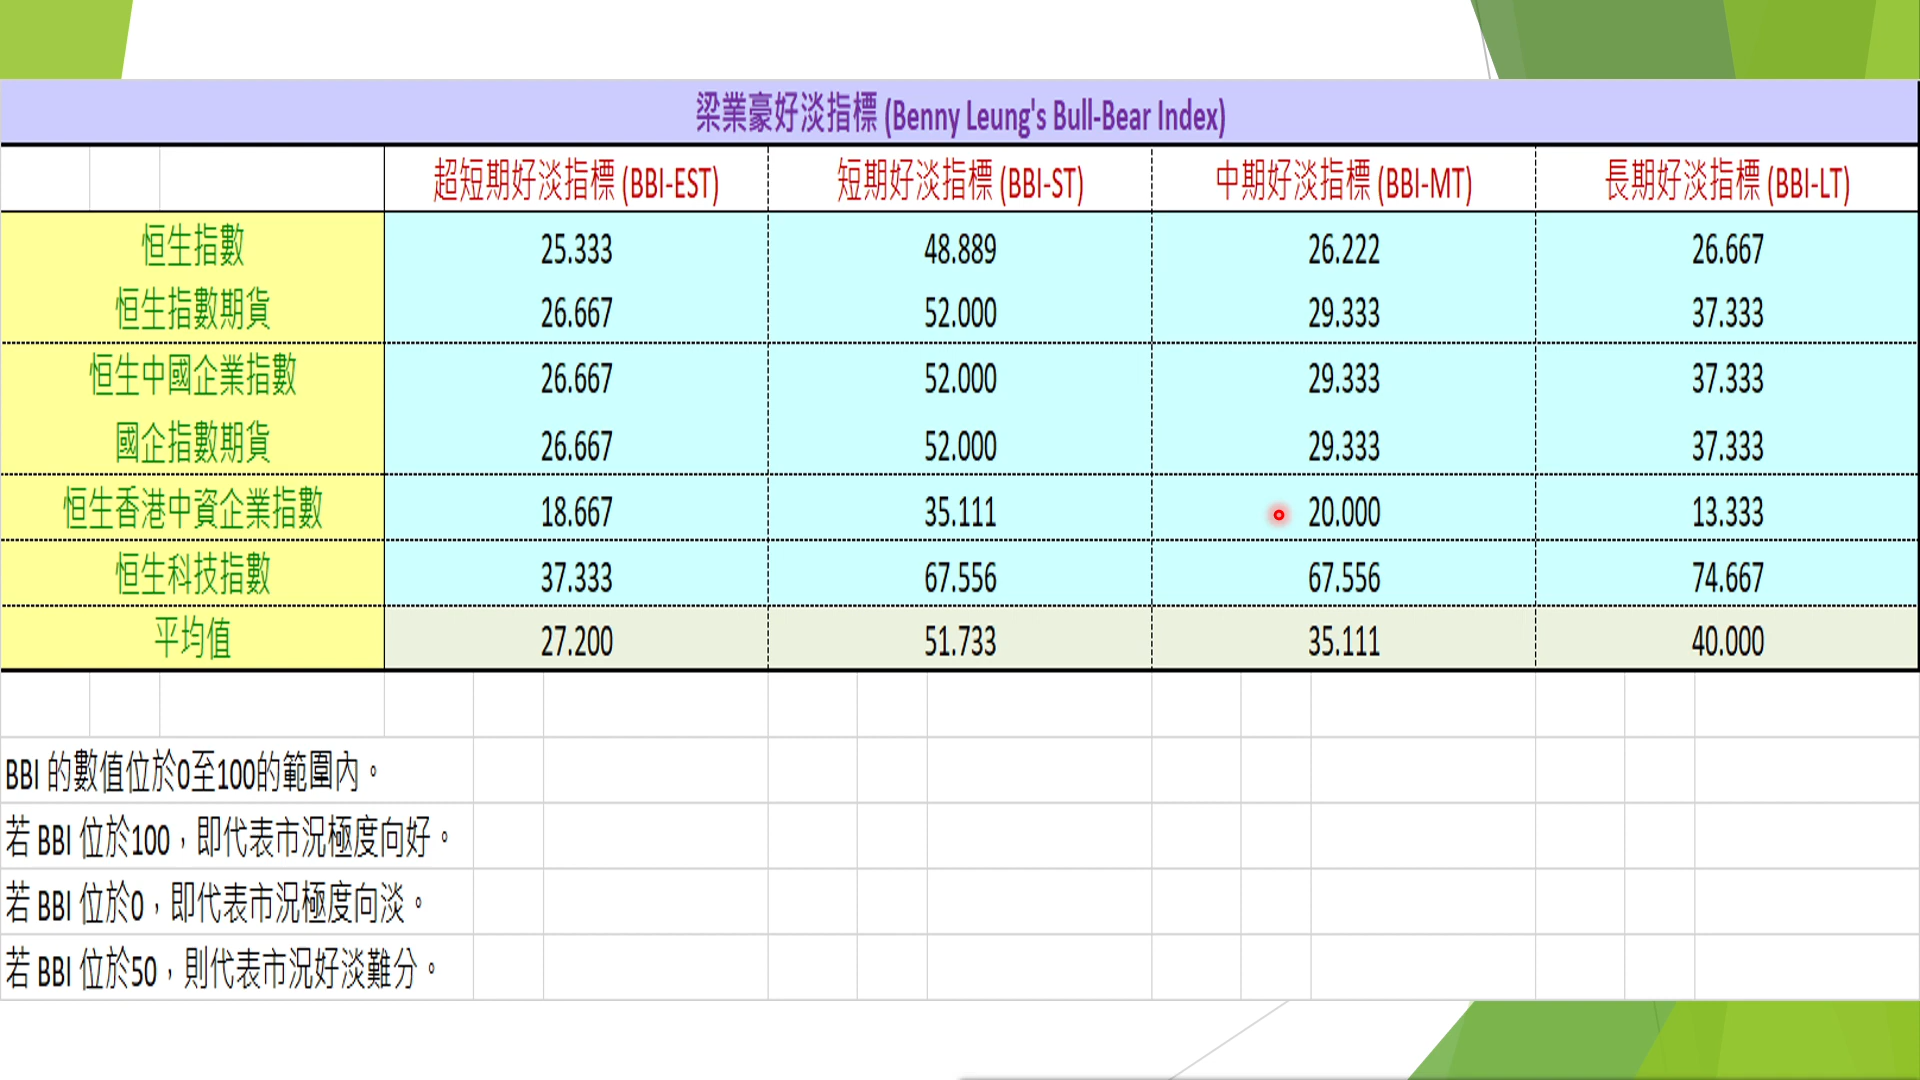 梁業豪好淡指標 (Benny Leung's Bull-Bear Index)
超短期好淡指標 (BBI-EST) 短期好淡指標 (BBI-ST) 中期好淡指標 (BBI-MT) 長期好淡指標 (BBI-LT)
恒生指數 25.333 48.889 26.222 26.667
恒生指數期貨 26.667 52.000 29.333 37.333
恒生中國企業指數 26.667 52.000 29.333 37.333
國企指數期貨 26.667 52.000 29.333 37.333
恒生香港中資企業指數 18.667 35.111 20.000 13.333
恒生科技指數 37.333 67.556 67.556 74.667
平均值 27.200 51.733 35.111 40.000
BBI 的數值位於0至100的範圍內。
若 BBI 位於100，即代表市況極度向好。
若 BBI 位於0，即代表市況極度向淡。
若 BBI 位於50，則代表市況好淡難分。